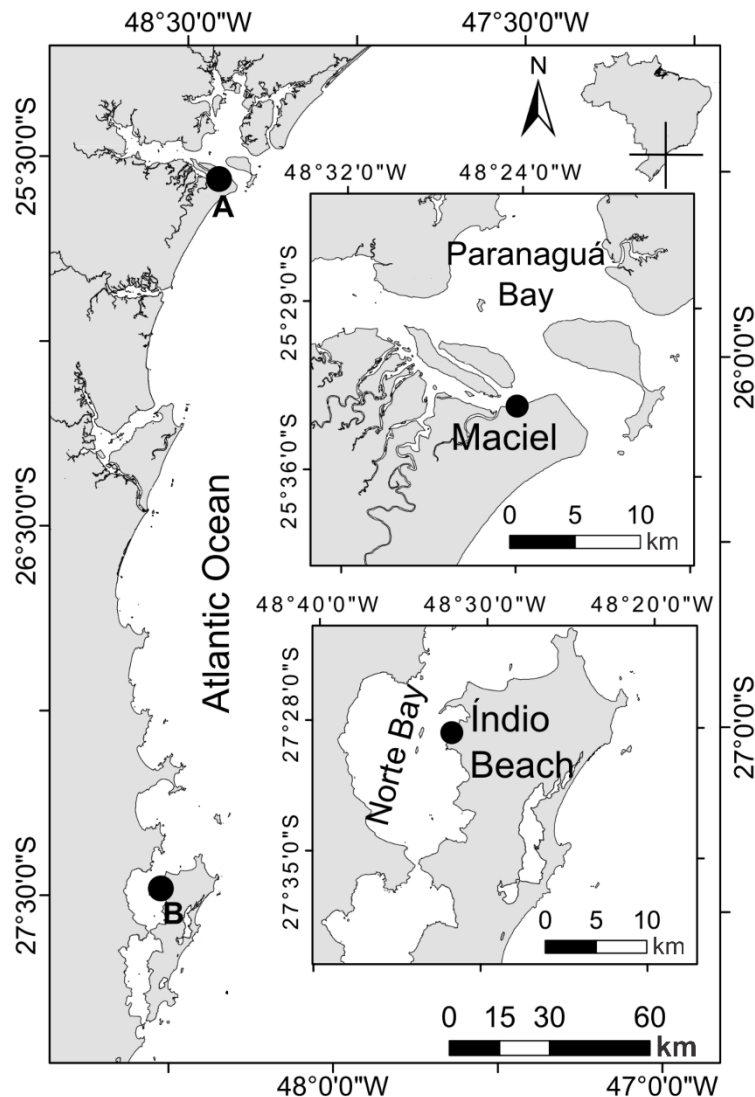 48°30'0"W
47°30'0"W
N
25°30'0"S
A
48°32'0"W
48°24'0"W
Paranaguá
Bay
25°29'0"S
26°0'0"S
Maciel
25°36'0"S
0 5 10
km
26°30'0"S
Atlantic Ocean
48°40'0"W
48°30'0"W
48°20'0"W
27°28'0"S
27°0'0"S
Norte Bay
Índio
Beach
27°35'0"S
27°30'0"S
B
0 5 10
km
0 15 30 60
km
48°0'0"W
47°0'0"W